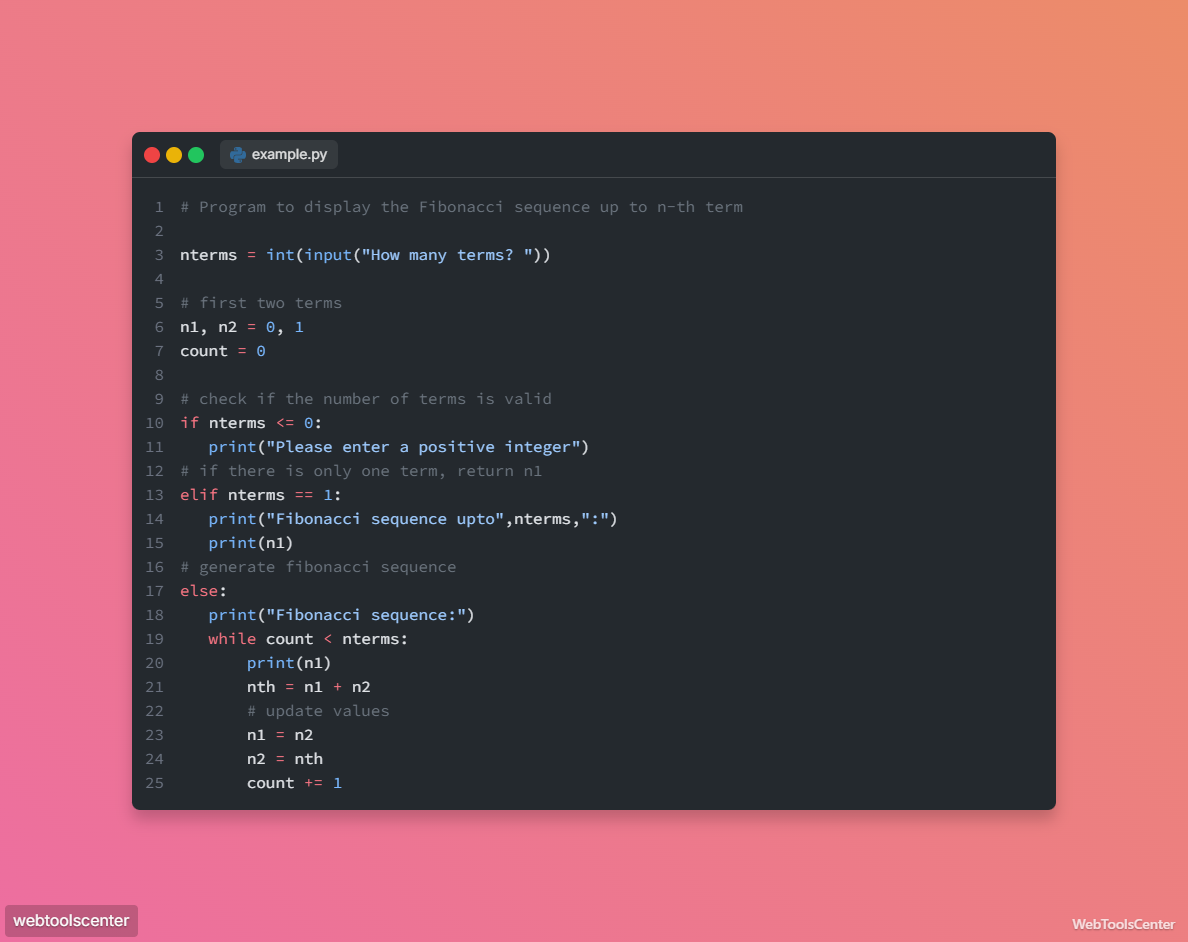 example.py
1 # Program to display the Fibonacci sequence up to n-th term
2
3 nterms = int(input("How many terms? "))
4
5 # first two terms
6 n1, n2 = 0, 1
7 count = 0
8
9 # check if the number of terms is valid
10 if nterms <= 0:
11    print("Please enter a positive integer")
12 # if there is only one term, return n1
13 elif nterms == 1:
14    print("Fibonacci sequence upto",nterms,":")
15    print(n1)
16 # generate fibonacci sequence
17 else:
18    print("Fibonacci sequence:")
19    while count < nterms:
20        print(n1)
21        nth = n1 + n2
22        # update values
23        n1 = n2
24        n2 = nth
25        count += 1
webtoolscenter
WebToolsCenter